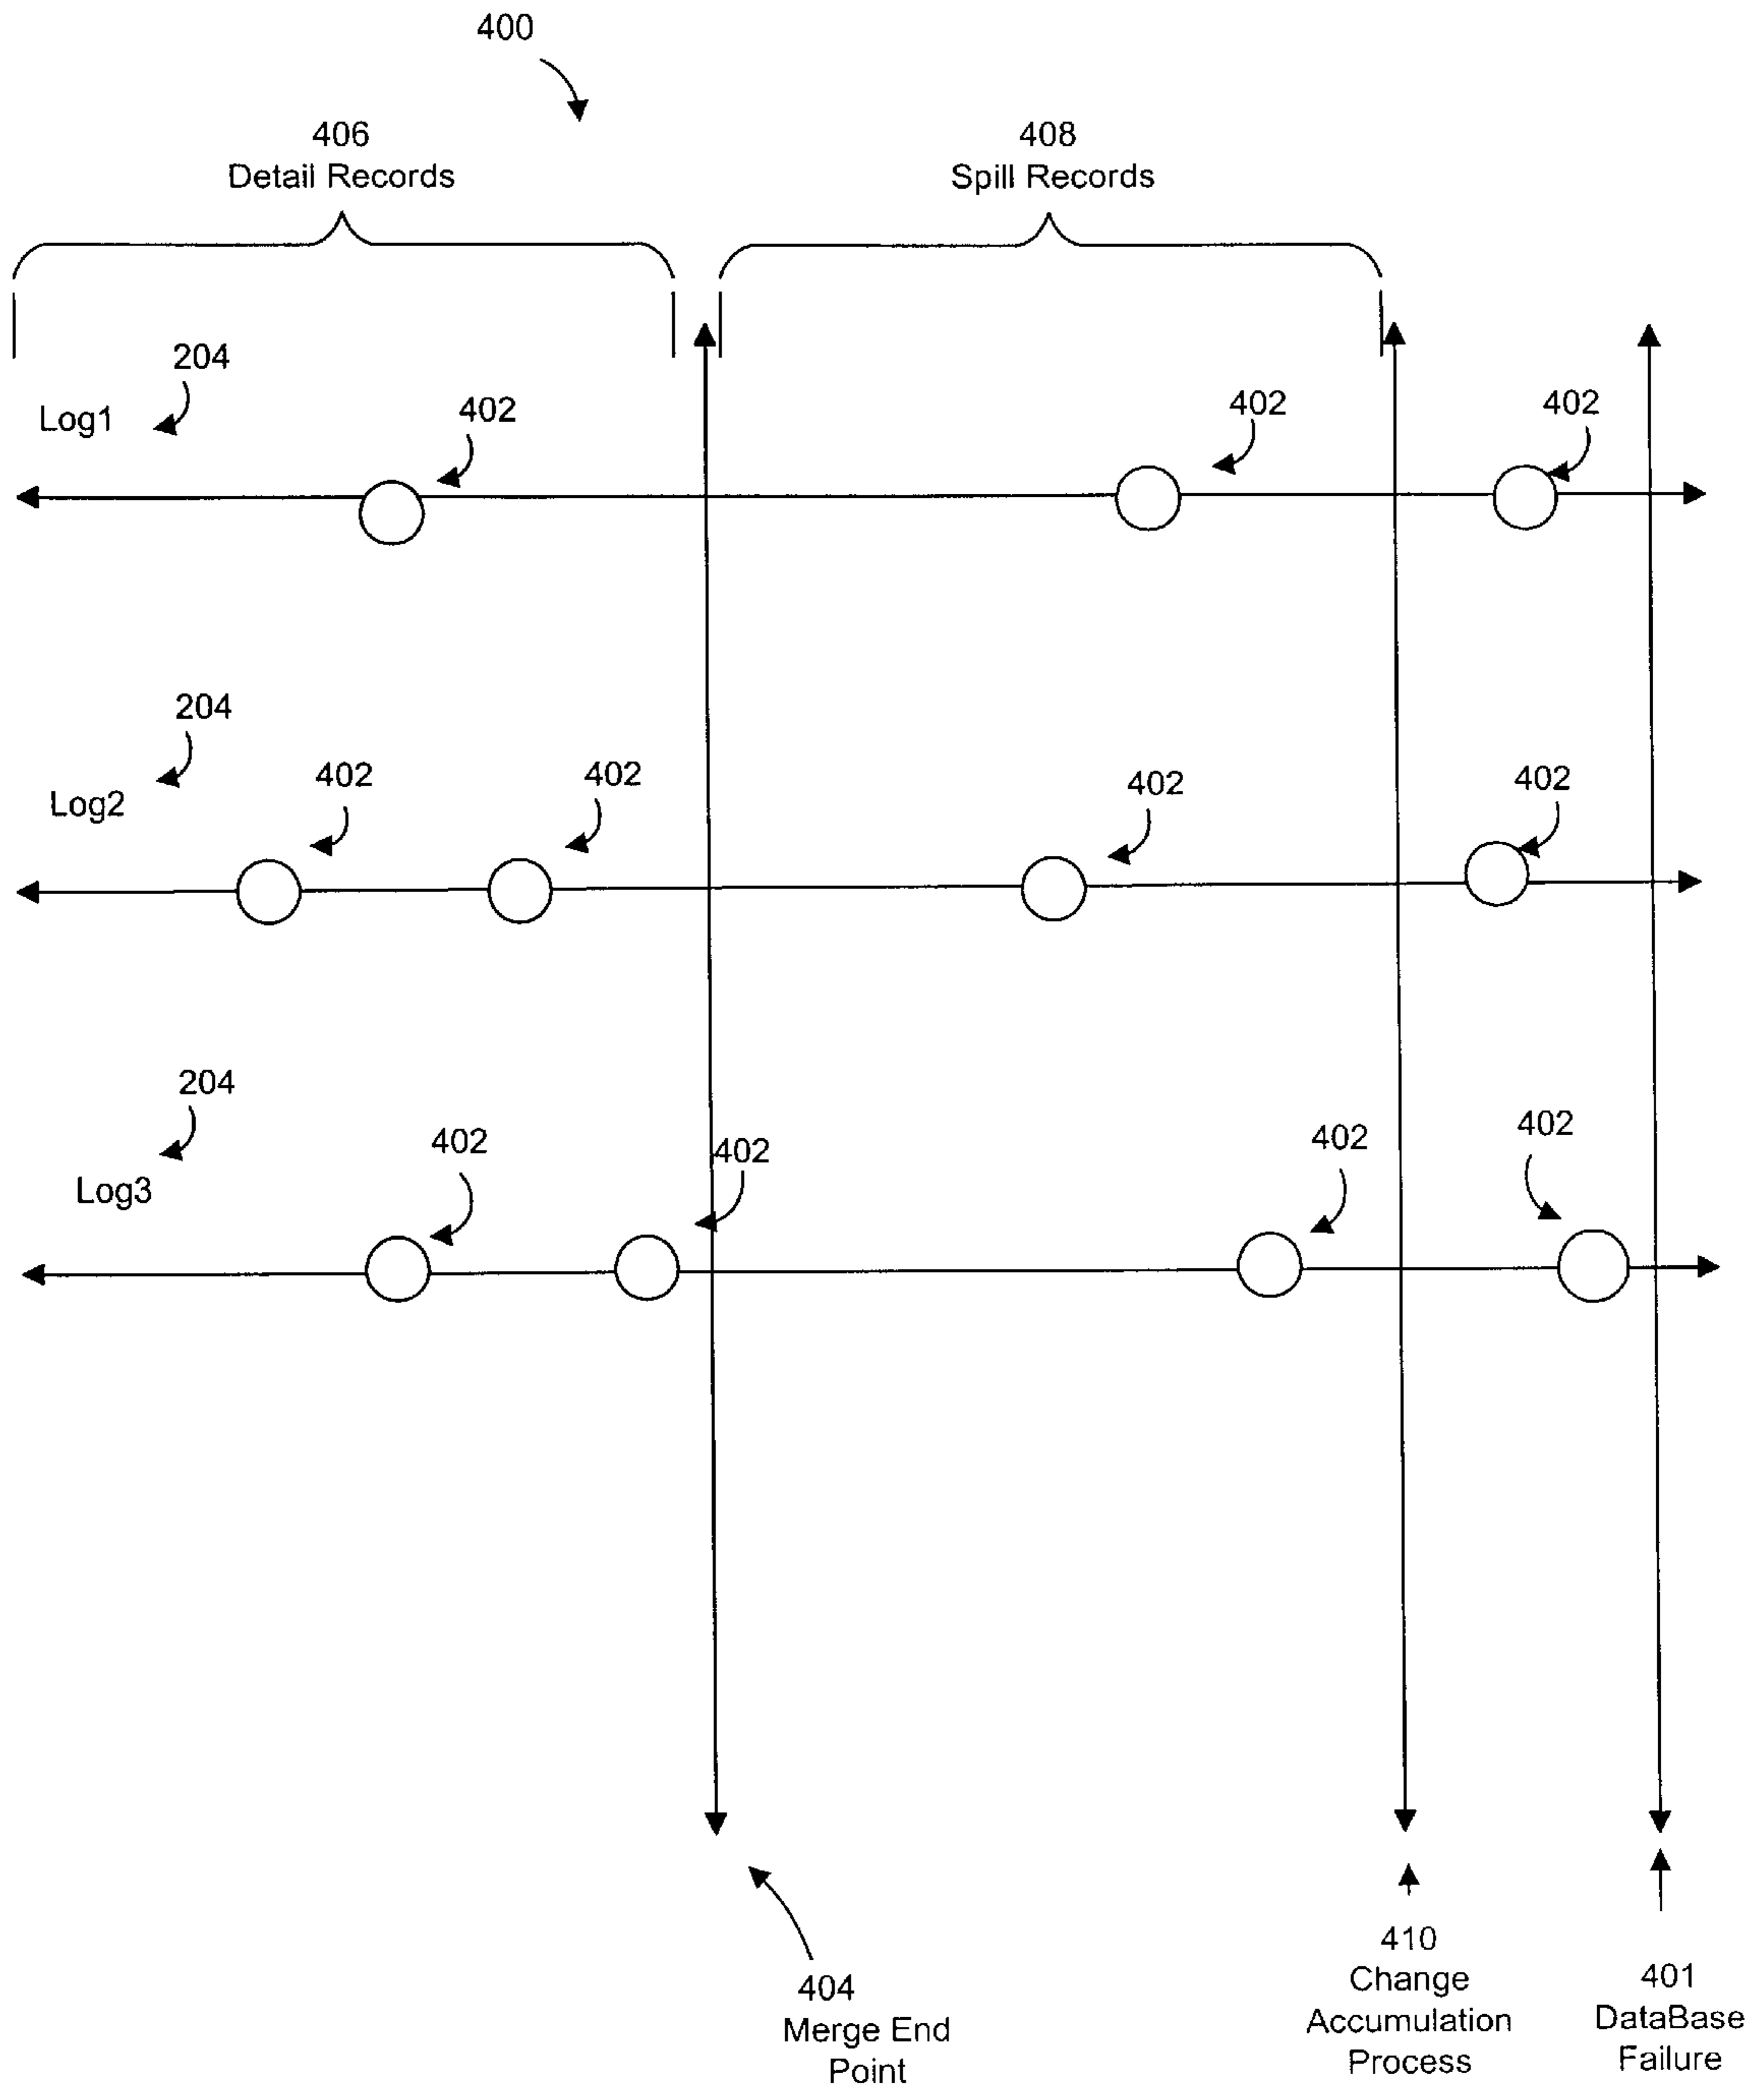 400
406
Detail Records
408
Spill Records
204
Log1
402
402
402
204
Log2
402
402
402
402
204
Log3
402
402
402
402
404
Merge End
Point
410
Change
Accumulation
Process
401
DataBase
Failure